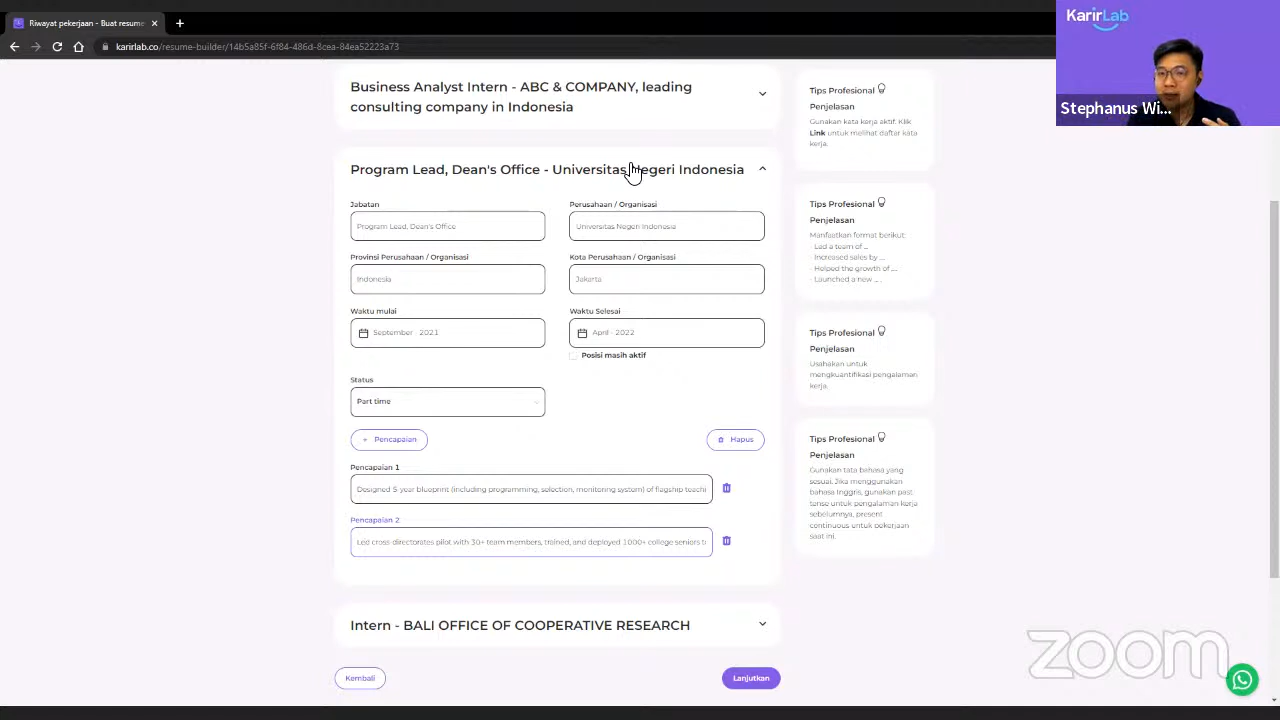 Riwayat pekerjaan - Buat resume
karirlab.co/resume-builder/14b5a85f-6f84-486d-8cea-84ea52223a73
KarirLab
Stephanus Wi...
Business Analyst Intern - ABC & COMPANY, leading
consulting company in Indonesia
Program Lead, Dean's Office - Universitas Negeri Indonesia
Jabatan
Perusahaan / Organisasi
Program Lead, Dean's Office
Universitas Negeri Indonesia
Provinsi Perusahaan / Organisasi
Kota Perusahaan / Organisasi
Indonesia
Jakarta
Waktu mulai
Waktu Selesai
September - 2021
April - 2022
Posisi masih aktif
Status
Part time
+ Pencapaian
Hapus
Pencapaian 1
Designed 5-year blueprint (including programming, selection, monitoring system) of flagship teachi
Pencapaian 2
Led cross directorates pilot with 30+ team members, trained, and deployed 1000+ college seniors t
Intern - BALI OFFICE OF COOPERATIVE RESEARCH
Kembali
Lanjutkan
Tips Profesional
Penjelasan
Gunakan kata kerja aktif. Klik
Link untuk melihat daftar kata
kerja.
Tips Profesional
Penjelasan
Manfaatkan format berikut:
- Led a team of ...
- Increased sales by ...
- Helped the growth of ...
- Launched a new ...
Tips Profesional
Penjelasan
Usahakan untuk
mengkuantifikasi pengalaman
kerja.
Tips Profesional
Penjelasan
Gunakan tata bahasa yang
sesuai. Jika menggunakan
bahasa Inggris, gunakan past
tense untuk pengalaman kerja
sebelumnya, present
continuous untuk pekerjaan
saat ini.
zoom